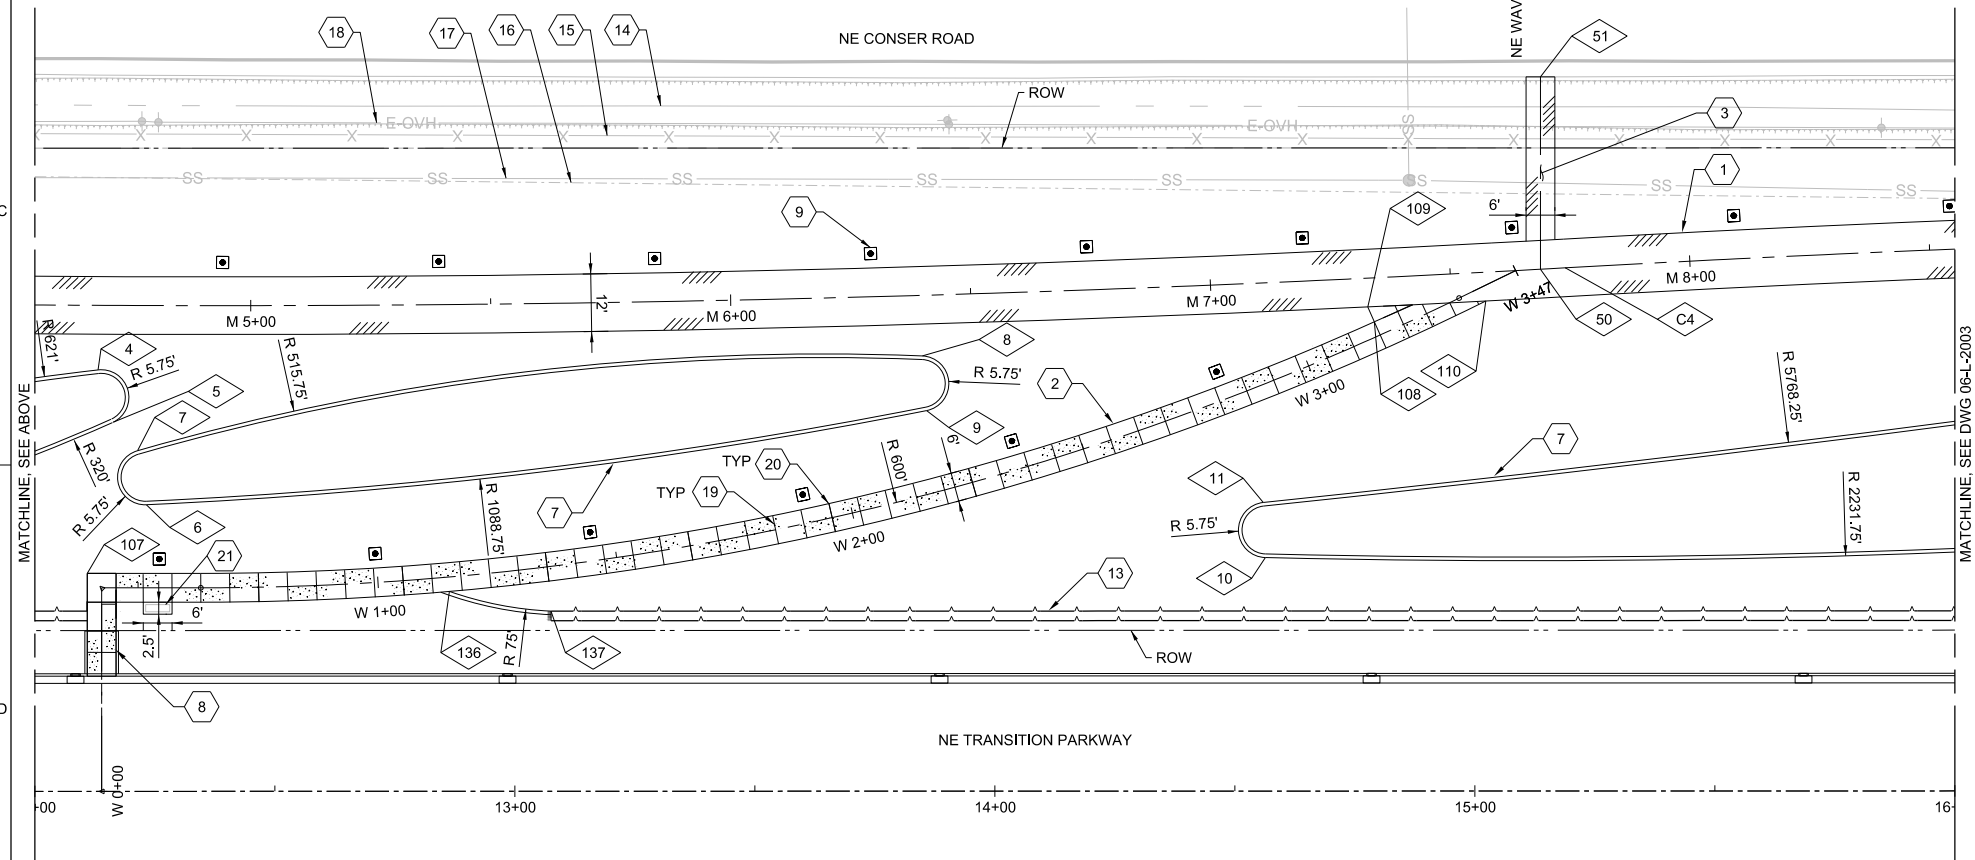 NE CONSER ROAD
NE WAV
18
17
16
15
14
51
ROW
E-OVH
E-OVH
SS
3
X X X X X X X X X X X X X X X X X X X
SS SS SS SS SS SS SS SS
1
C
9
109
6'
12'
M 5+00
M 6+00
M 7+00
M 8+00
W 3+47
50
C4
R 621'
4
R 5.75'
5
7
R 515.75'
8
R 5.75'
2
W 3+00
108
110
R 5768.25'
MATCHLINE, SEE ABOVE
MATCHLINE, SEE DWG 06-L-2003
R 320'
9
6'
R 600'
TYP 20
TYP 19
7
11
R 5.75'
6
R 1088.75'
7
W 2+00
R 5.75'
R 2231.75'
107
21
10
13
6'
2.5'
W 1+00
136
R 75'
137
ROW
8
D
NE TRANSITION PARKWAY
W 0+00
+00
13+00
14+00
15+00
16